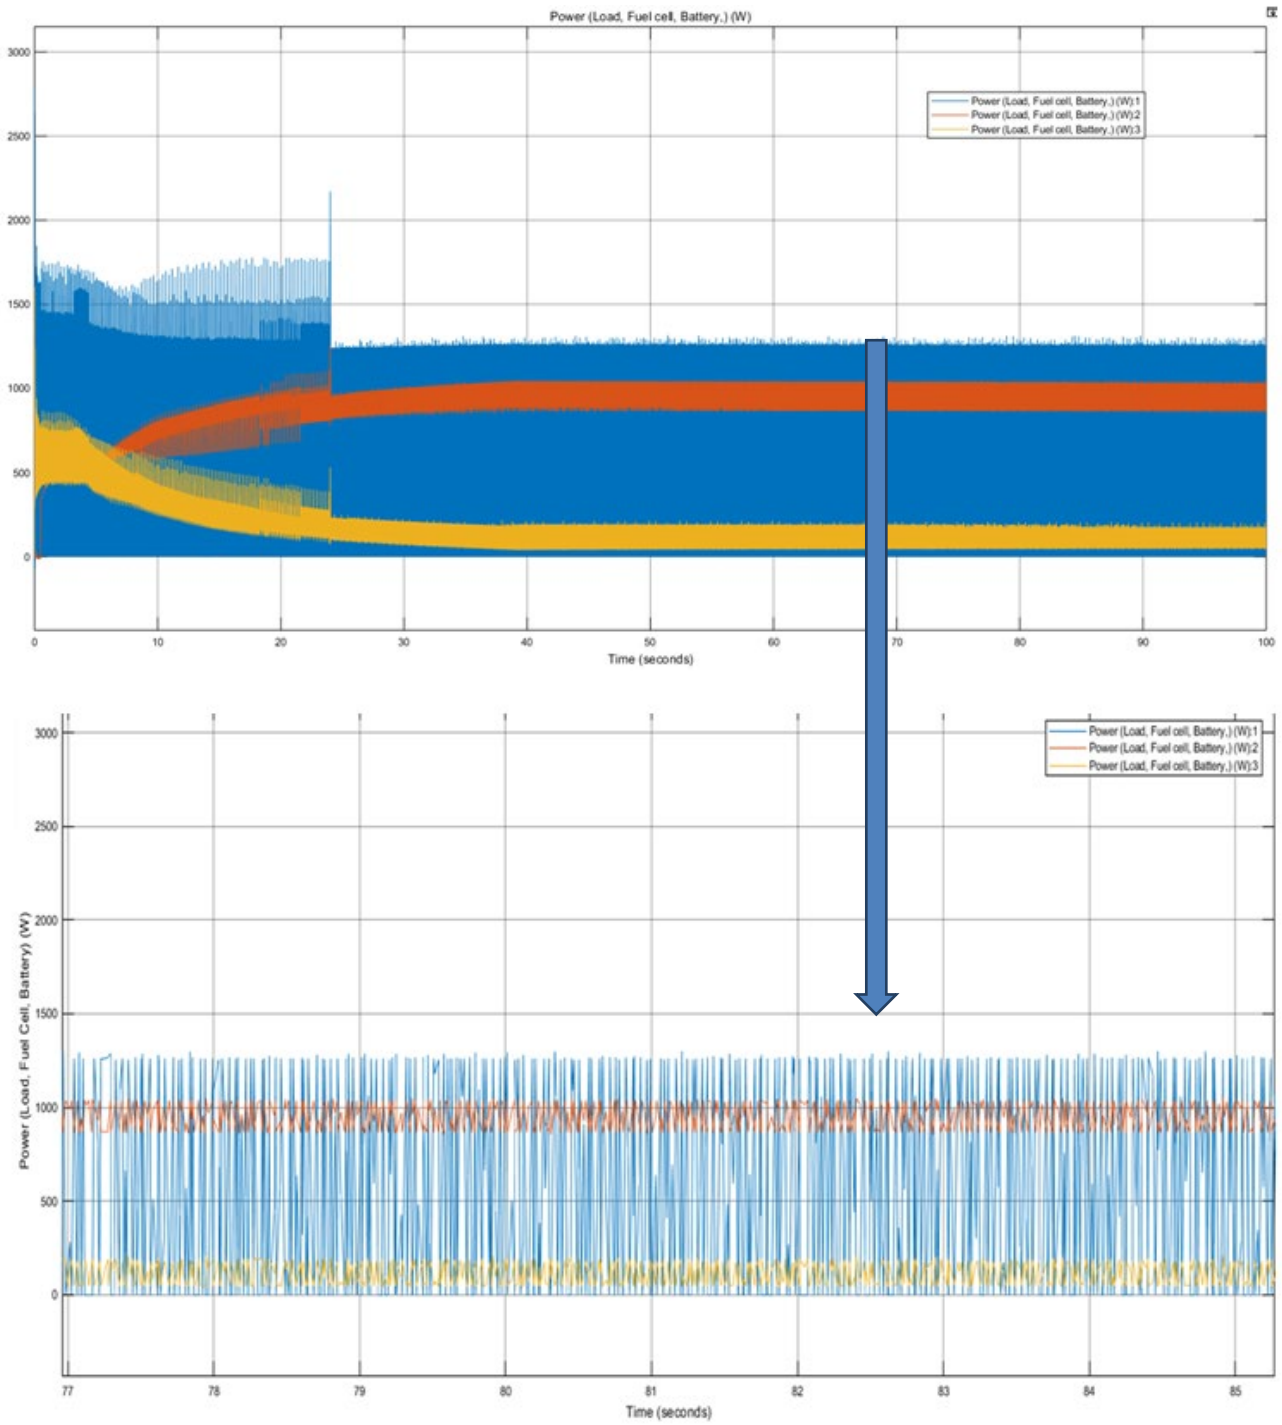 Power (Load, Fuel cell, Battery,) (W)
3000
2500
2000
1500
1000
500
0
Power (Load, Fuel cell, Battery,) (W):1
Power (Load, Fuel cell, Battery,) (W):2
Power (Load, Fuel cell, Battery,) (W):3
0 10 20 30 40 50 60 70 80 90 100
Time (seconds)
Power (Load, Fuel Cell, Battery) (W)
3000
2500
2000
1500
1000
500
0
Power (Load, Fuel cell, Battery,) (W):1
Power (Load, Fuel cell, Battery,) (W):2
Power (Load, Fuel cell, Battery,) (W):3
77 78 79 80 81 82 83 84 85
Time (seconds)